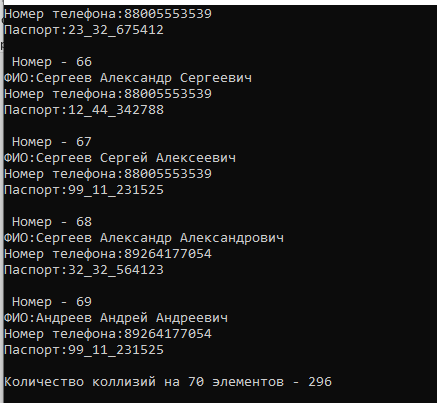 Номер телефона:88005553539
Паспорт:23_32_675412
Номер - 66
ФИО:Сергеев Александр Сергеевич
Номер телефона:88005553539
Паспорт:12_44_342788
Номер - 67
ФИО:Сергеев Сергей Алексеевич
Номер телефона:88005553539
Паспорт:99_11_231525
Номер - 68
ФИО:Сергеев Александр Александрович
Номер телефона:89264177054
Паспорт:32_32_564123
Номер - 69
ФИО:Андреев Андрей Андреевич
Номер телефона:89264177054
Паспорт:99_11_231525
Количество коллизий на 70 элементов - 296